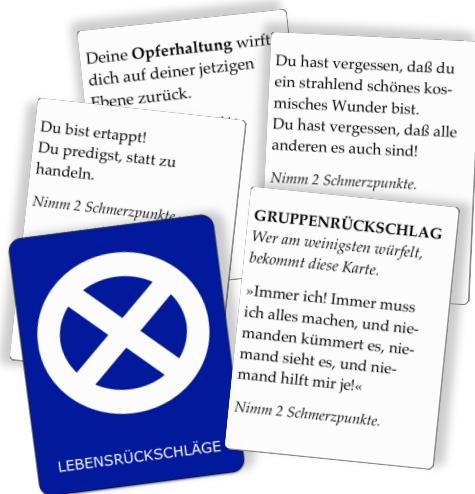 Deine Opferhaltung wirft
dich auf deiner jetzigen
Ebene zurück.
Du hast vergessen, daß du
ein strahlend schönes kos-
misches Wunder bist.
Du hast vergessen, daß alle
anderen es auch sind!
Nimm 2 Schmerzpunkte.
Du bist ertappt!
Du predigst, statt zu
handeln.
Nimm 2 Schmerzpunkte
GRUPPENRÜCKSCHLAG
Wer am weinigsten würfelt,
bekommt diese Karte.
»Immer ich! Immer muss
ich alles machen, und nie-
manden kümmert es, nie-
mand sieht es, und nie-
mand hilft mir je!«
Nimm 2 Schmerzpunkte.
LEBENSRÜCKSCHLÄGE